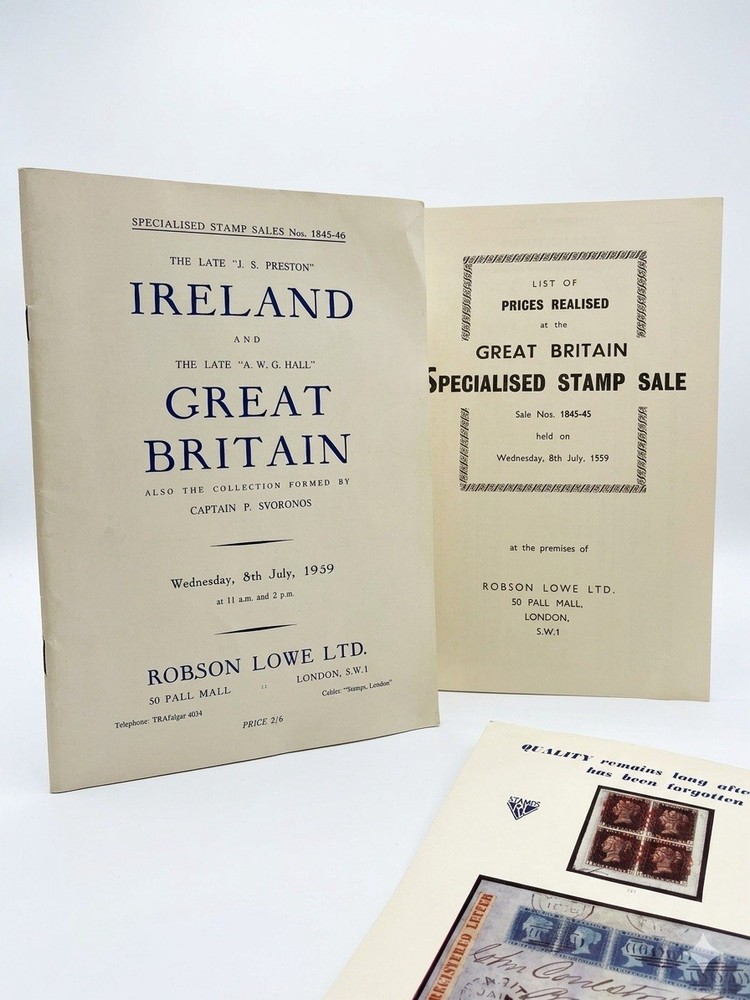 SPECIALISED STAMP SALES Nos. 1845-46
THE LATE "J. S. PRESTON"
IRELAND
AND
THE LATE "A. W. G. HALL"
GREAT
BRITAIN
ALSO THE COLLECTION FORMED BY
CAPTAIN P. SVORONOS
Wednesday, 8th July, 1959
at 11 a.m. and 2 p.m.
ROBSON LOWE LTD.
50 PALL MALL :: LONDON, S.W.1
Telephone: TRAfalgar 4034
Cables: "Stamps, London"
PRICE 2/6
LIST OF
PRICES REALISED
at the
GREAT BRITAIN
SPECIALISED STAMP SALE
Sale Nos. 1845-45
held on
Wednesday, 8th July, 1559
at the premises of
ROBSON LOWE LTD.
50 PALL MALL,
LONDON,
S.W.1
QUALITY remains long afte
has been forgotten
STAMPS
REGISTERED LETTER